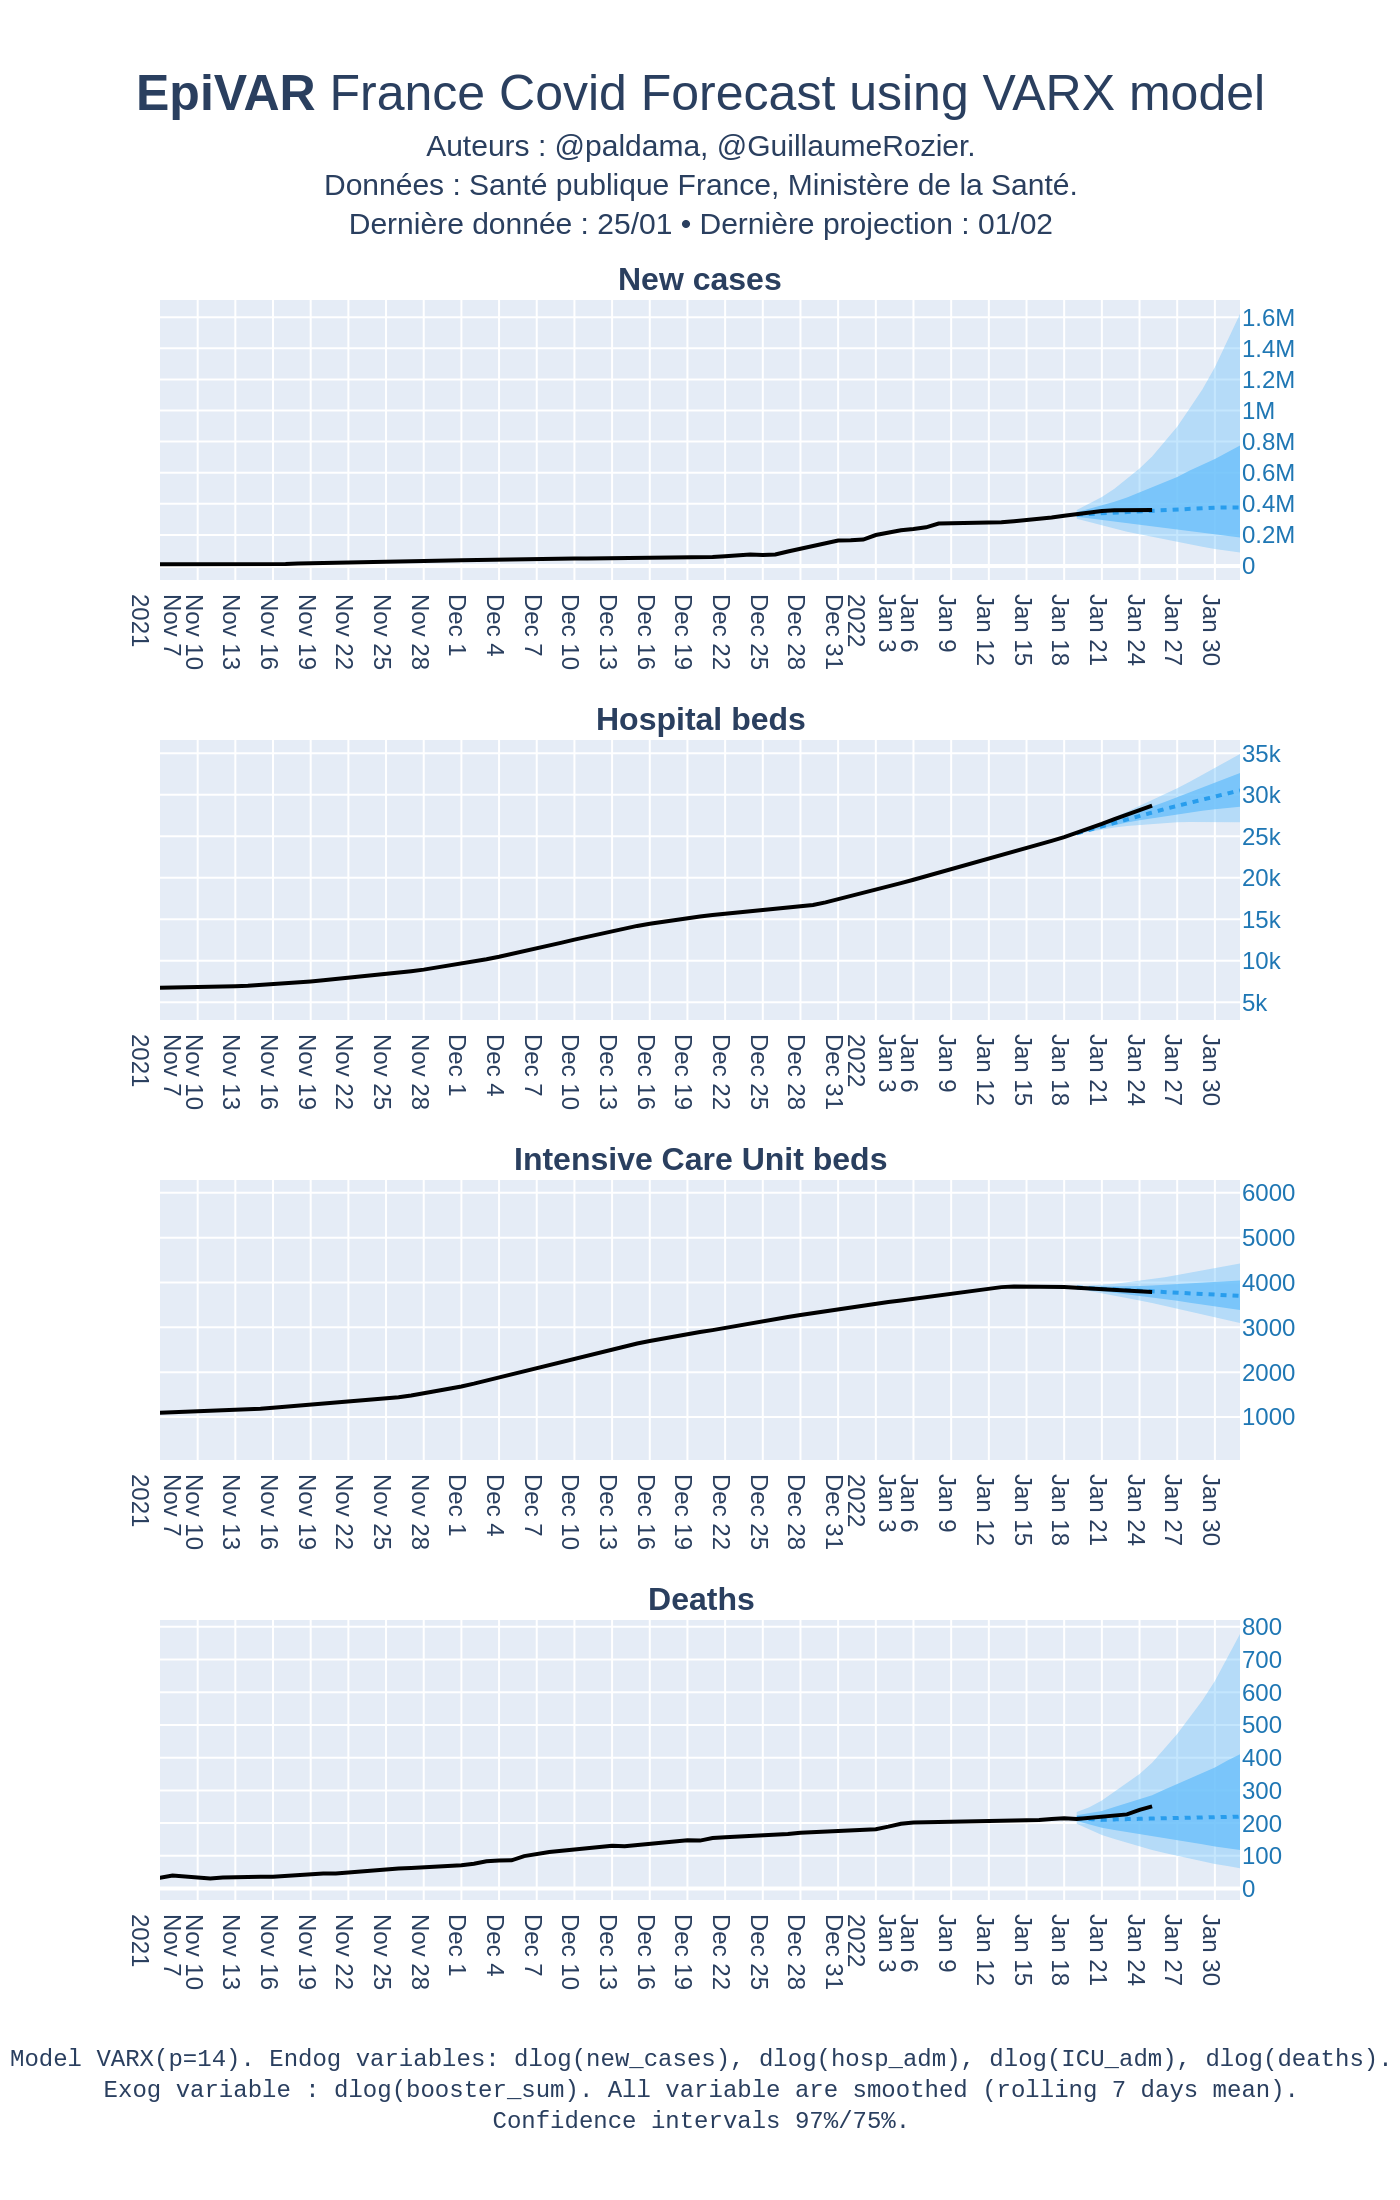 EpiVAR France Covid Forecast using VARX model
Auteurs : @paldama, @GuillaumeRozier.
Données : Santé publique France, Ministère de la Santé.
Dernière donnée : 25/01 • Dernière projection : 01/02
New cases
1.6M
1.4M
1.2M
1M
0.8M
0.6M
0.4M
0.2M
0
2021 Nov 7 Nov 10 Nov 13 Nov 16 Nov 19 Nov 22 Nov 25 Nov 28 Dec 1 Dec 4 Dec 7 Dec 10 Dec 13 Dec 16 Dec 19 Dec 22 Dec 25 Dec 28 Dec 31 2022 Jan 3 Jan 6 Jan 9 Jan 12 Jan 15 Jan 18 Jan 21 Jan 24 Jan 27 Jan 30
Hospital beds
35k
30k
25k
20k
15k
10k
5k
2021 Nov 7 Nov 10 Nov 13 Nov 16 Nov 19 Nov 22 Nov 25 Nov 28 Dec 1 Dec 4 Dec 7 Dec 10 Dec 13 Dec 16 Dec 19 Dec 22 Dec 25 Dec 28 Dec 31 2022 Jan 3 Jan 6 Jan 9 Jan 12 Jan 15 Jan 18 Jan 21 Jan 24 Jan 27 Jan 30
Intensive Care Unit beds
6000
5000
4000
3000
2000
1000
2021 Nov 7 Nov 10 Nov 13 Nov 16 Nov 19 Nov 22 Nov 25 Nov 28 Dec 1 Dec 4 Dec 7 Dec 10 Dec 13 Dec 16 Dec 19 Dec 22 Dec 25 Dec 28 Dec 31 2022 Jan 3 Jan 6 Jan 9 Jan 12 Jan 15 Jan 18 Jan 21 Jan 24 Jan 27 Jan 30
Deaths
800
700
600
500
400
300
200
100
0
2021 Nov 7 Nov 10 Nov 13 Nov 16 Nov 19 Nov 22 Nov 25 Nov 28 Dec 1 Dec 4 Dec 7 Dec 10 Dec 13 Dec 16 Dec 19 Dec 22 Dec 25 Dec 28 Dec 31 2022 Jan 3 Jan 6 Jan 9 Jan 12 Jan 15 Jan 18 Jan 21 Jan 24 Jan 27 Jan 30
Model VARX(p=14). Endog variables: dlog(new_cases), dlog(hosp_adm), dlog(ICU_adm), dlog(deaths).
Exog variable : dlog(booster_sum). All variable are smoothed (rolling 7 days mean).
Confidence intervals 97%/75%.